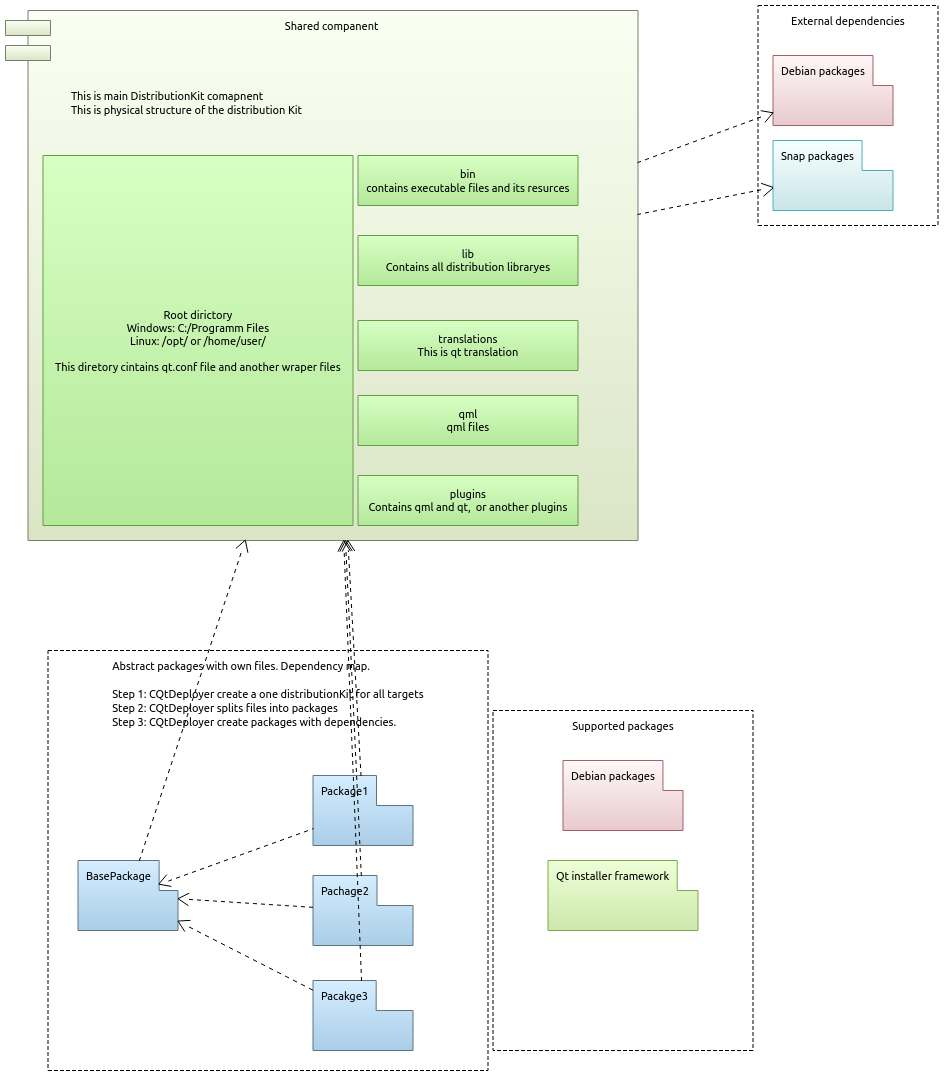 Shared companent
This is main DistributionKit comapnent
This is physical structure of the distribution Kit
Root dirictory
Windows: C:/Programm Files
Linux: /opt/ or /home/user/
This diretory cintains qt.conf file and another wraper files
bin
contains executable files and its resurces
lib
Contains all distribution libraryes
translations
This is qt translation
qml
qml files
plugins
Contains qml and qt, or another plugins
External dependencies
Debian packages
Snap packages
Abstract packages with own files. Dependency map.
Step 1: CQtDeployer create a one distributionKit for all targets
Step 2: CQtDeployer splits files into packages
Step 3: CQtDeployer create packages with dependencies.
Package1
BasePackage
Pachage2
Pacakge3
Supported packages
Debian packages
Qt installer framework